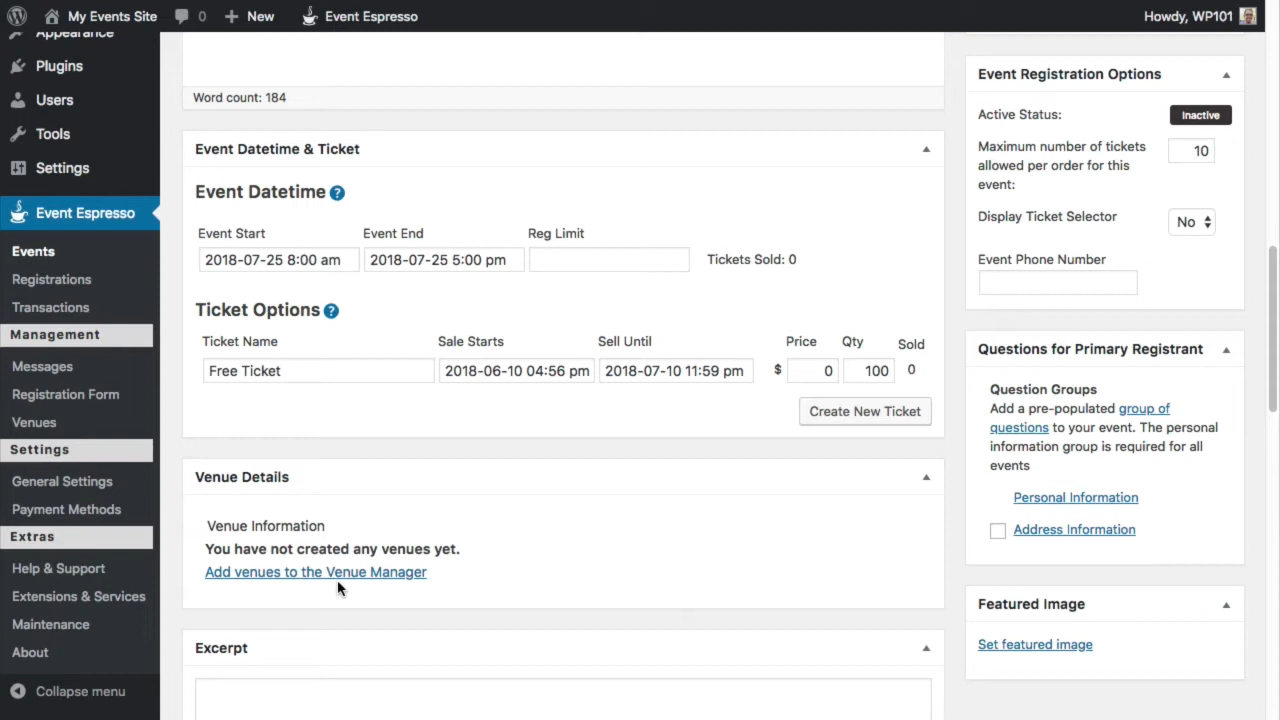 My Events Site 0 New Event Espresso Howdy, WP101
Appearance
Plugins
Users
Tools
Settings
Event Espresso
Events
Registrations
Transactions
Management
Messages
Registration Form
Venues
Settings
General Settings
Payment Methods
Extras
Help & Support
Extensions & Services
Maintenance
About
Collapse menu
Word count: 184
Event Datetime & Ticket
Event Datetime ?
Event Start Event End Reg Limit
2018-07-25 8:00 am 2018-07-25 5:00 pm Tickets Sold: 0
Ticket Options ?
Ticket Name Sale Starts Sell Until Price Qty Sold
Free Ticket 2018-06-10 04:56 pm 2018-07-10 11:59 pm $ 0 100 0
Create New Ticket
Venue Details
Venue Information
You have not created any venues yet.
Add venues to the Venue Manager
Excerpt
Event Registration Options
Active Status: Inactive
Maximum number of tickets
allowed per order for this
event:
10
Display Ticket Selector No
Event Phone Number
Questions for Primary Registrant
Question Groups
Add a pre-populated group of
questions to your event. The personal
information group is required for all
events
Personal Information
Address Information
Featured Image
Set featured image